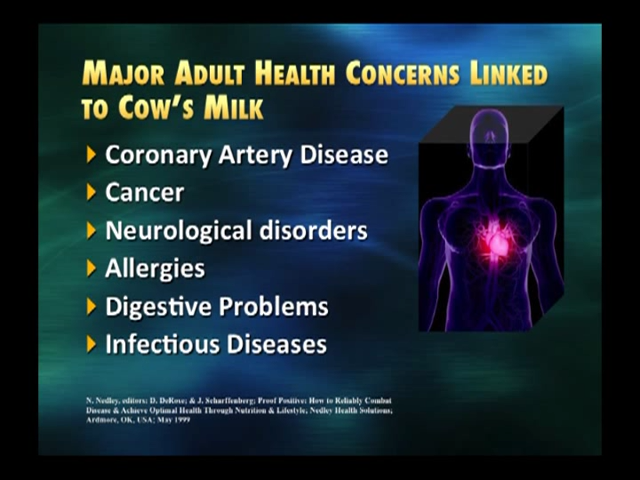 Major Adult Health Concerns Linked
to Cow's Milk
Coronary Artery Disease
Cancer
Neurological disorders
Allergies
Digestive Problems
Infectious Diseases
N. Nedley, editors: D. DeRose; & J. Scharffenberg; Proof Positive: How to Reliably Combat
Disease & Achieve Optimal Health Through Nutrition & Lifestyle, Nedley Health Solutions;
Ardmore, OK, USA; May 1999